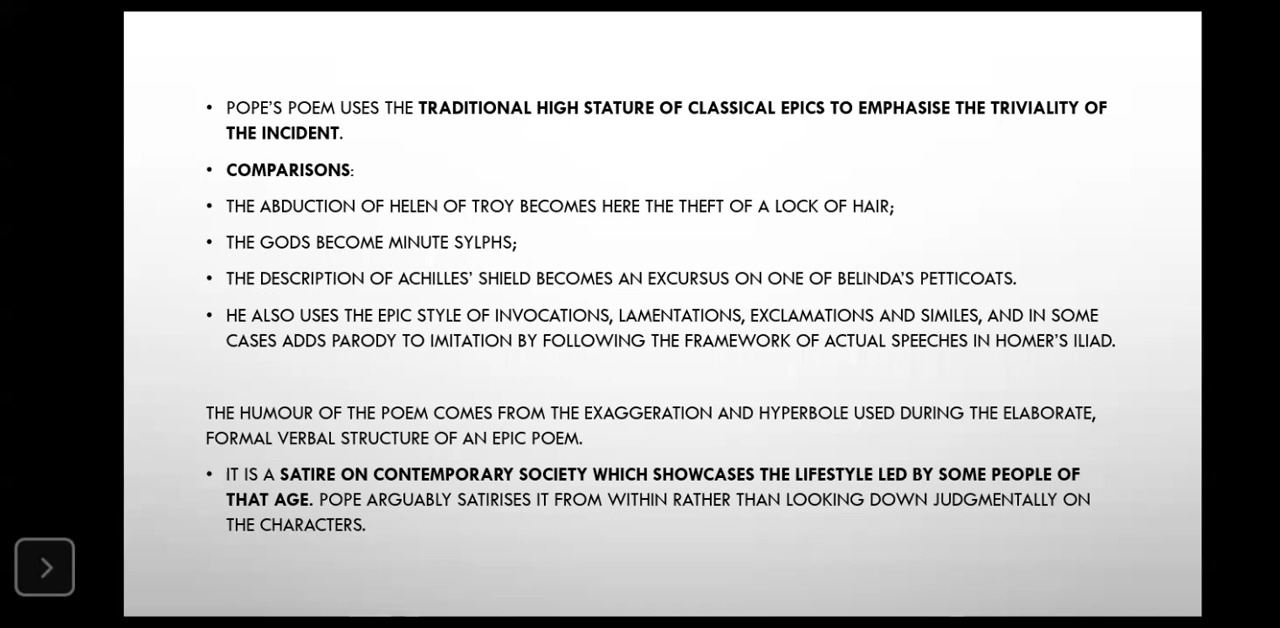 • POPE'S POEM USES THE TRADITIONAL HIGH STATURE OF CLASSICAL EPICS TO EMPHASISE THE TRIVIALITY OF
THE INCIDENT.
• COMPARISONS:
• THE ABDUCTION OF HELEN OF TROY BECOMES HERE THE THEFT OF A LOCK OF HAIR;
• THE GODS BECOME MINUTE SYLPHS;
• THE DESCRIPTION OF ACHILLES' SHIELD BECOMES AN EXCURSUS ON ONE OF BELINDA'S PETTICOATS.
• HE ALSO USES THE EPIC STYLE OF INVOCATIONS, LAMENTATIONS, EXCLAMATIONS AND SIMILES, AND IN SOME
CASES ADDS PARODY TO IMITATION BY FOLLOWING THE FRAMEWORK OF ACTUAL SPEECHES IN HOMER'S ILIAD.
THE HUMOUR OF THE POEM COMES FROM THE EXAGGERATION AND HYPERBOLE USED DURING THE ELABORATE,
FORMAL VERBAL STRUCTURE OF AN EPIC POEM.
• IT IS A SATIRE ON CONTEMPORARY SOCIETY WHICH SHOWCASES THE LIFESTYLE LED BY SOME PEOPLE OF
THAT AGE. POPE ARGUABLY SATIRISES IT FROM WITHIN RATHER THAN LOOKING DOWN JUDGMENTALLY ON
THE CHARACTERS.